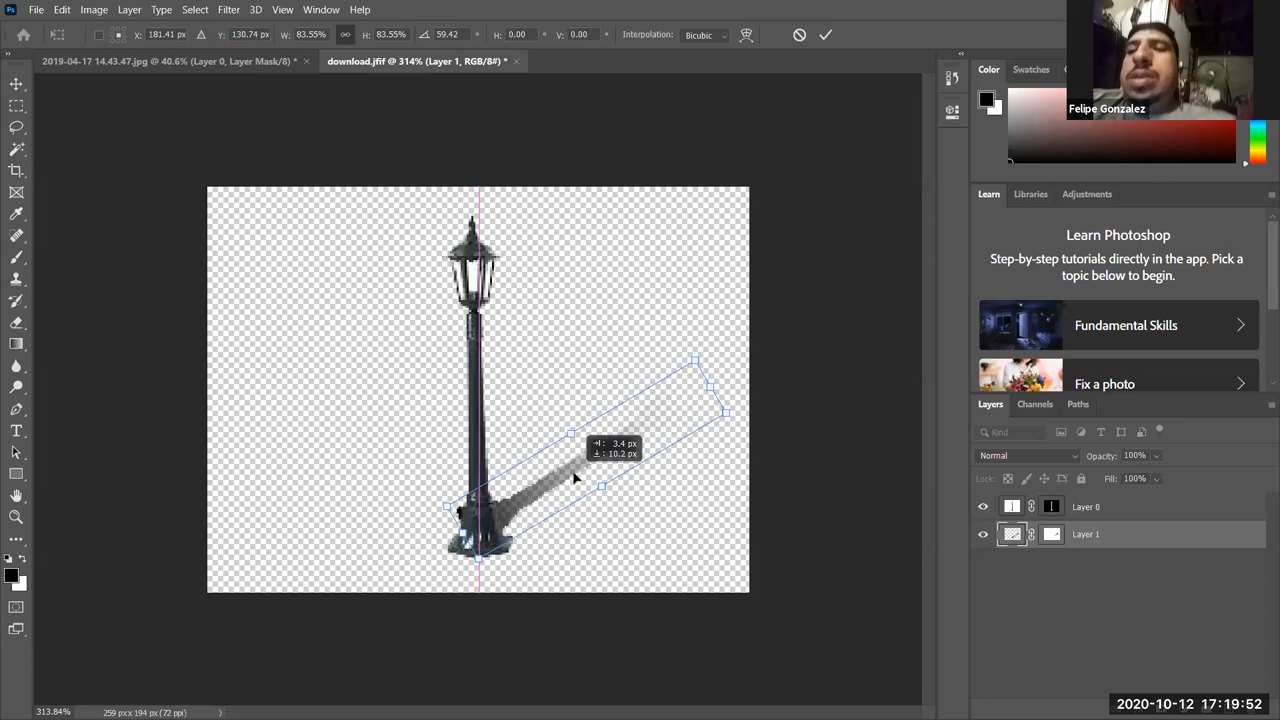 Ps File Edit Image Layer Type Select Filter 3D View Window Help
X: 181.41 px Y: 130.74 px W: 83.55% H: 83.55% 59.42 ° H: 0.00 ° V: 0.00 ° Interpolation: Bicubic
2019-04-17 14.43.47.jpg @ 40.6% (Layer 0, Layer Mask/8) * × download.jfif @ 314% (Layer 1, RGB/8#) * ×
Color Swatches
Felipe Gonzalez
Learn Libraries Adjustments
Learn Photoshop
Step-by-step tutorials directly in the app. Pick a
topic below to begin.
Fundamental Skills
Fix a photo
Layers Channels Paths
Kind
Normal Opacity: 100%
Lock: Fill: 100%
Layer 0
Layer 1
3.4 px
10.2 px
313.84% 259 px x 194 px (72 ppi)
2020-10-12 17:19:52